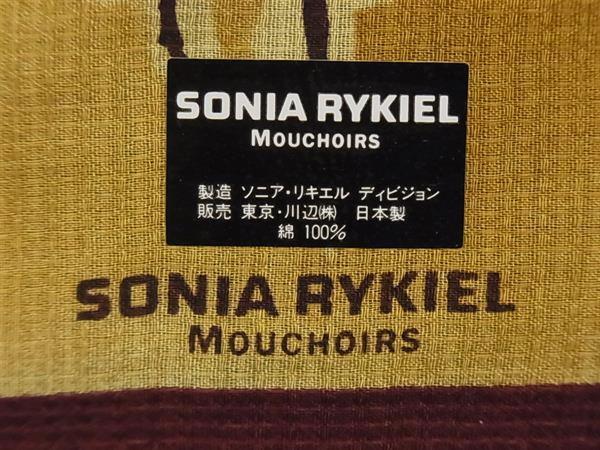 SONIA RYKIEL
MOUCHOIRS
製造 ソニア・リキエル ディビジョン
販売 東京・川辺㈱ 日本製
綿 100%
SONIA RYKIEL
MOUCHOIRS